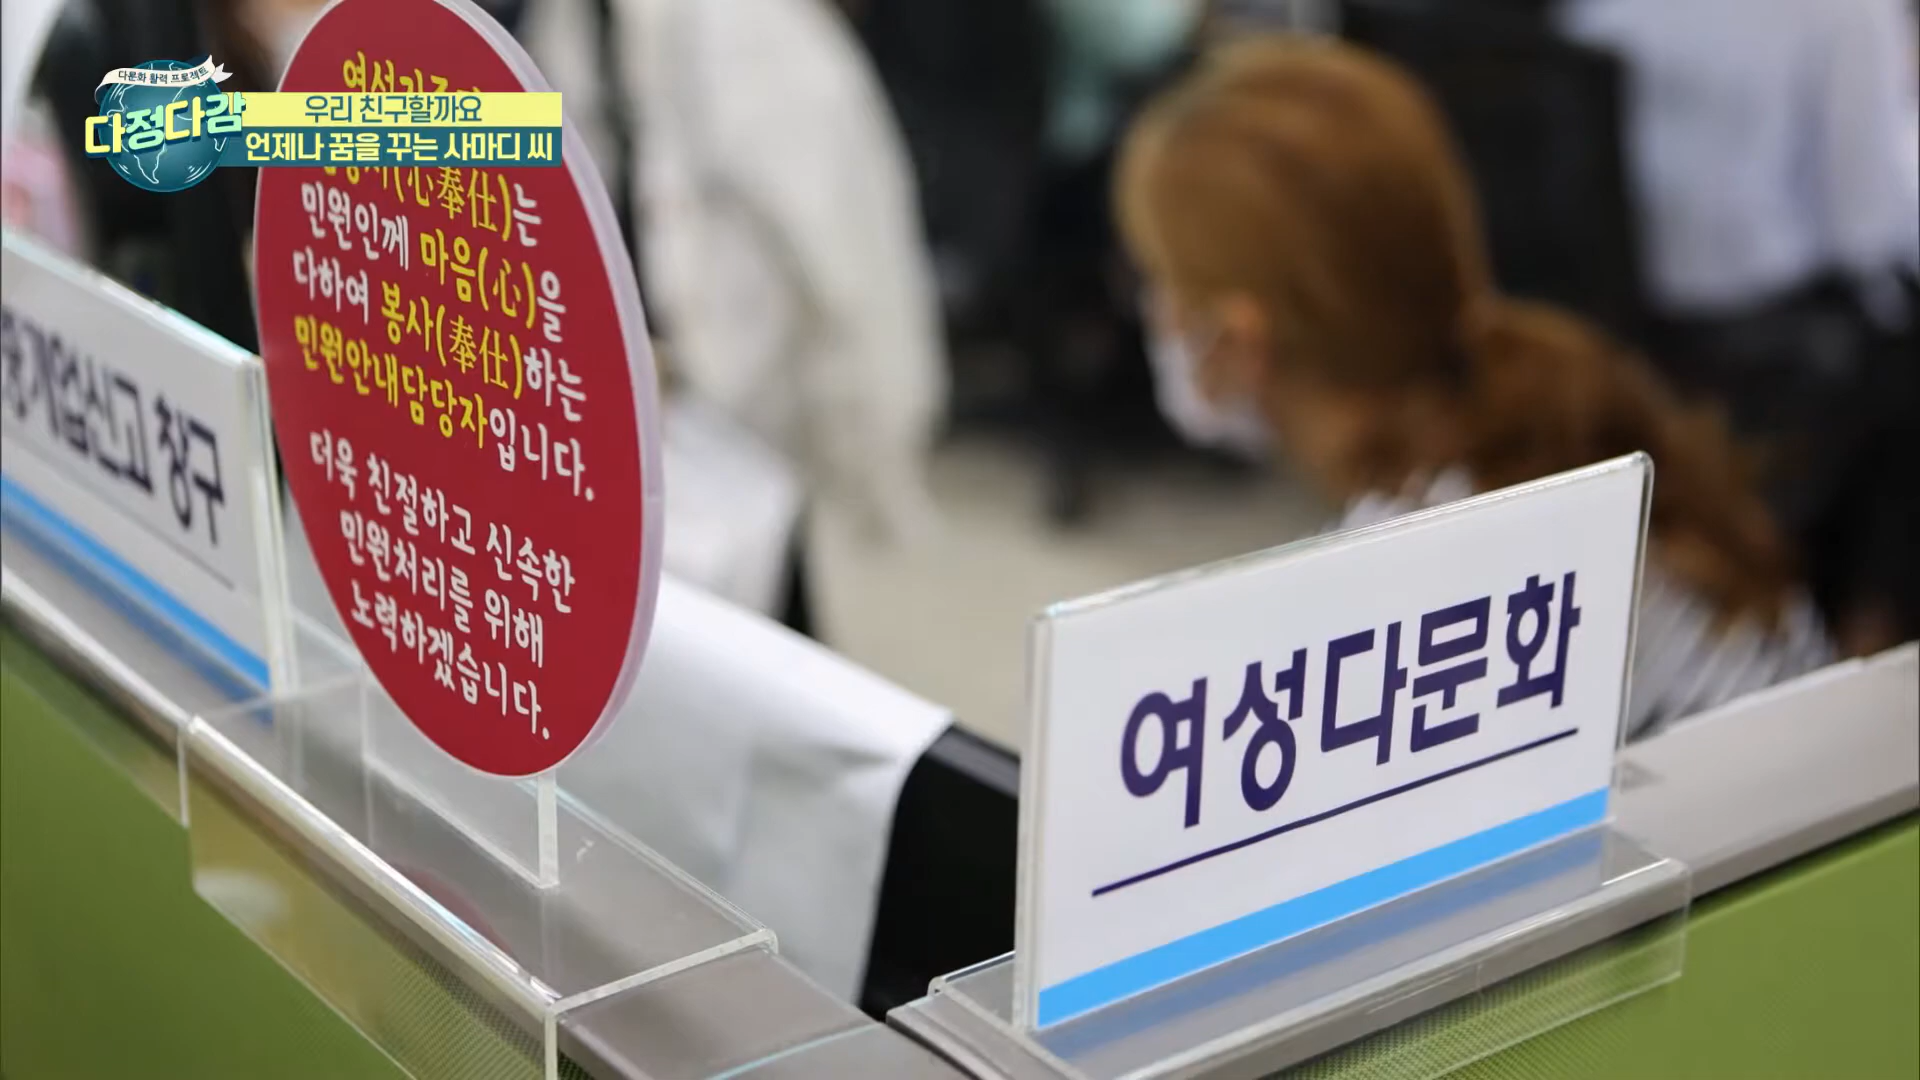 다문화 활력 프로젝트
다정다감
우리 친구할까요
언제나 꿈을 꾸는 사마디 씨
(心奉仕)는
민원인께 마음(心)을
다하여 봉사(奉仕)하는
민원안내담당자입니다.
더욱 친절하고 신속한
민원처리를 위해
노력하겠습니다.
창구
여성다문화